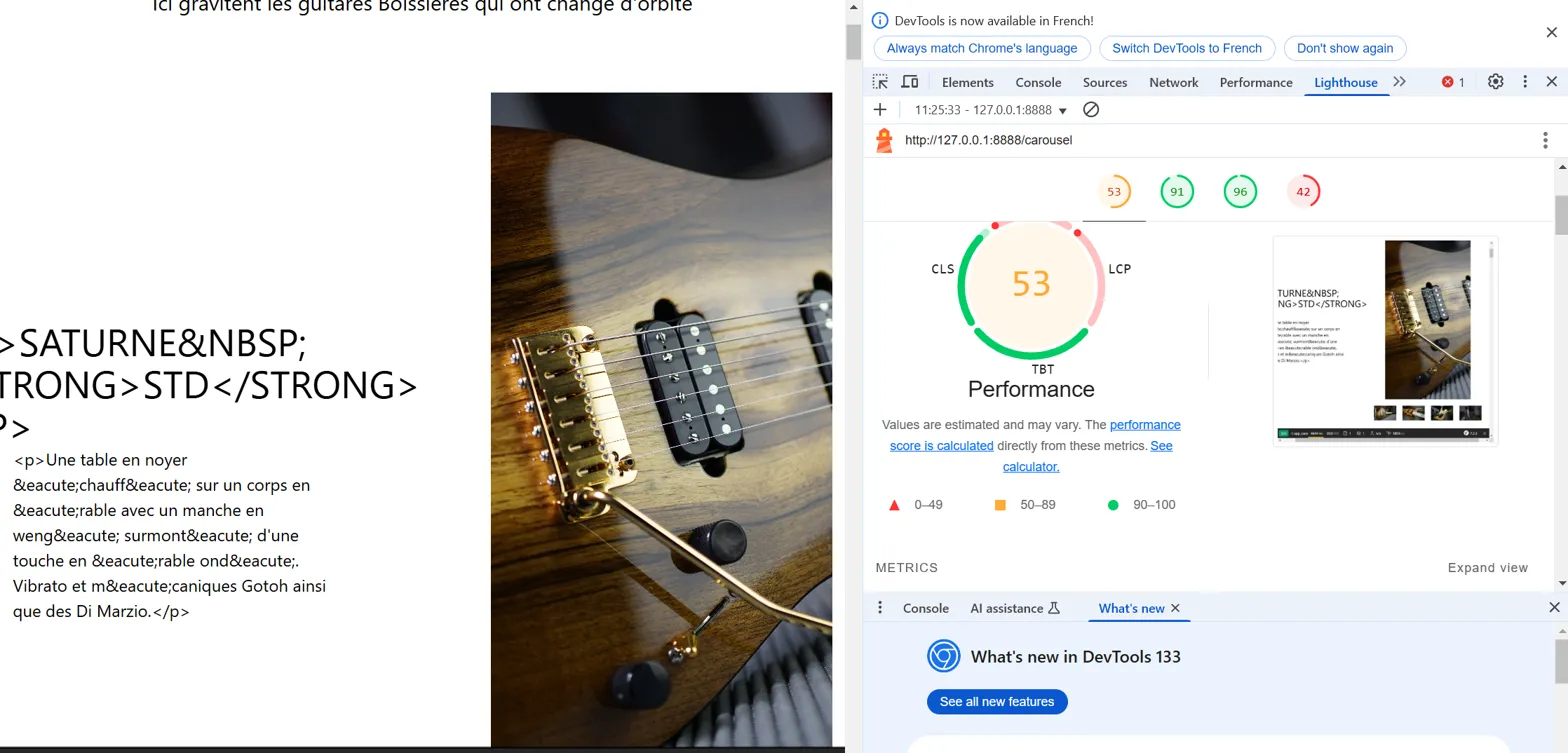 Ici gravitent les guitares Boissières qui ont changé d'orbite
>SATURNE&NBSP;
TRONG>STD</STRONG>
P>
<p>Une table en noyer
&eacute;chauff&eacute; sur un corps en
&eacute;rable avec un manche en
weng&eacute; surmont&eacute; d'une
touche en &eacute;rable ond&eacute;.
Vibrato et m&eacute;caniques Gotoh ainsi
que des Di Marzio.</p>
DevTools is now available in French!
Always match Chrome's language
Switch DevTools to French
Don't show again
Elements
Console
Sources
Network
Performance
Lighthouse
1
11:25:33 - 127.0.0.1:8888
http://127.0.0.1:8888/carousel
53
91
96
42
CLS
LCP
53
TBT
Performance
Values are estimated and may vary. The performance
score is calculated directly from these metrics. See
calculator.
0–49
50–89
90–100
TURNE&NBSP;
NG>STD</STRONG>
METRICS
Expand view
Console
AI assistance
What's new
What's new in DevTools 133
See all new features